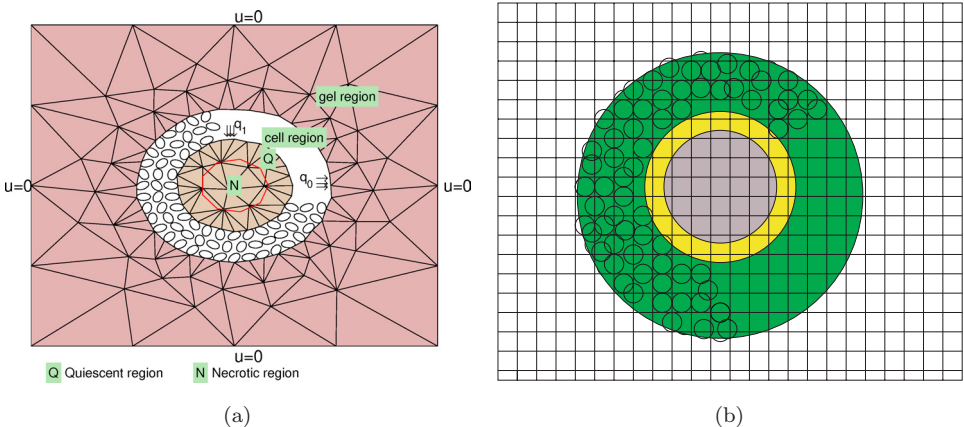 u=0
gel region
q1
cell region
Q
q0
N
u=0
u=0
u=0
Q Quiescent region
N Necrotic region
(a)
(b)